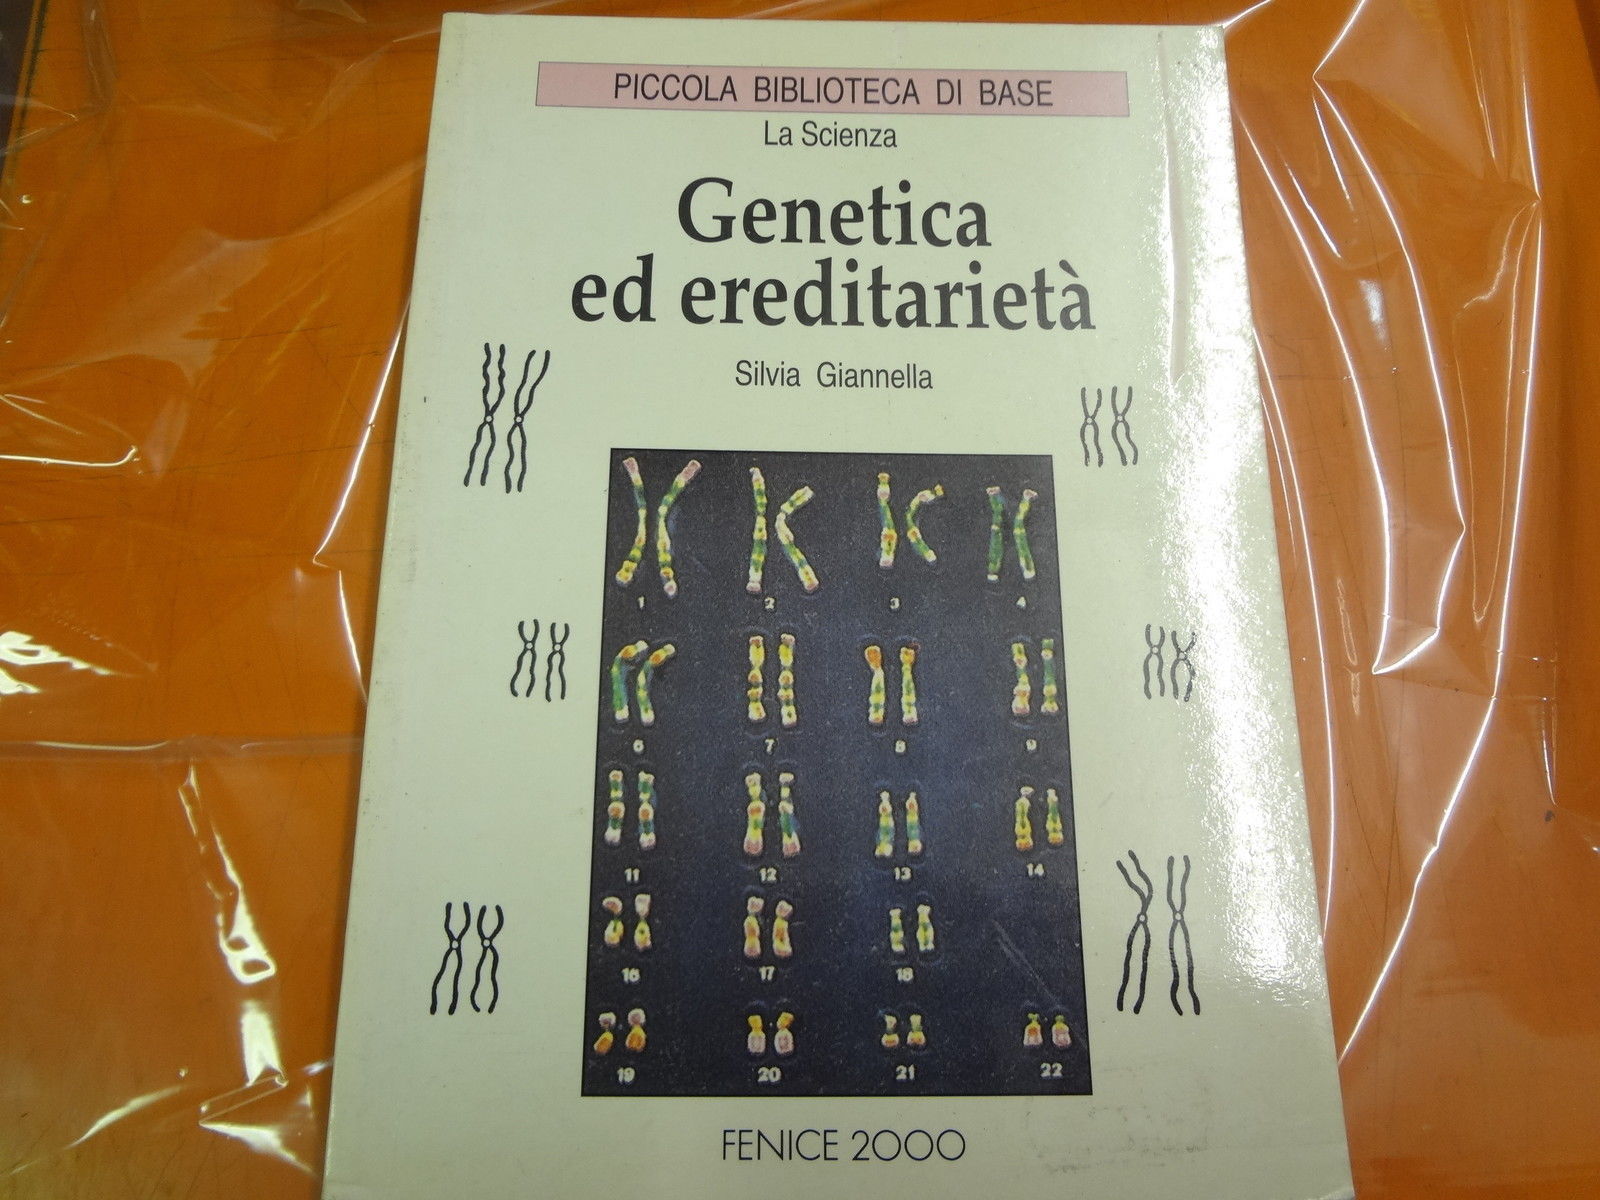 PICCOLA BIBLIOTECA DI BASE
La Scienza
Genetica
ed ereditarietà
Silvia Giannella
1 2 3 4
6 7 8 9
11 12 13 14
16 17 18
19 20 21 22
FENICE 2000